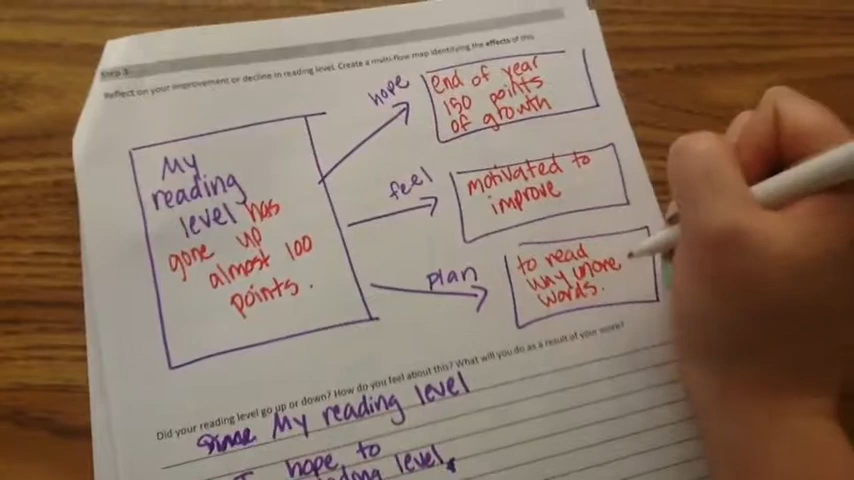 Step 3:
Reflect on your improvement or decline in reading level. Create a multi-flow map identifying the effects of this.
My
reading
level has
gone up
almost 100
points.
hope
end of year
150 points
of growth
feel
motivated to
improve
plan
to read
way more
words.
Did your reading level go up or down? How do you feel about this? What will you do as a result of your move?
Since My reading level
I hope to
level,